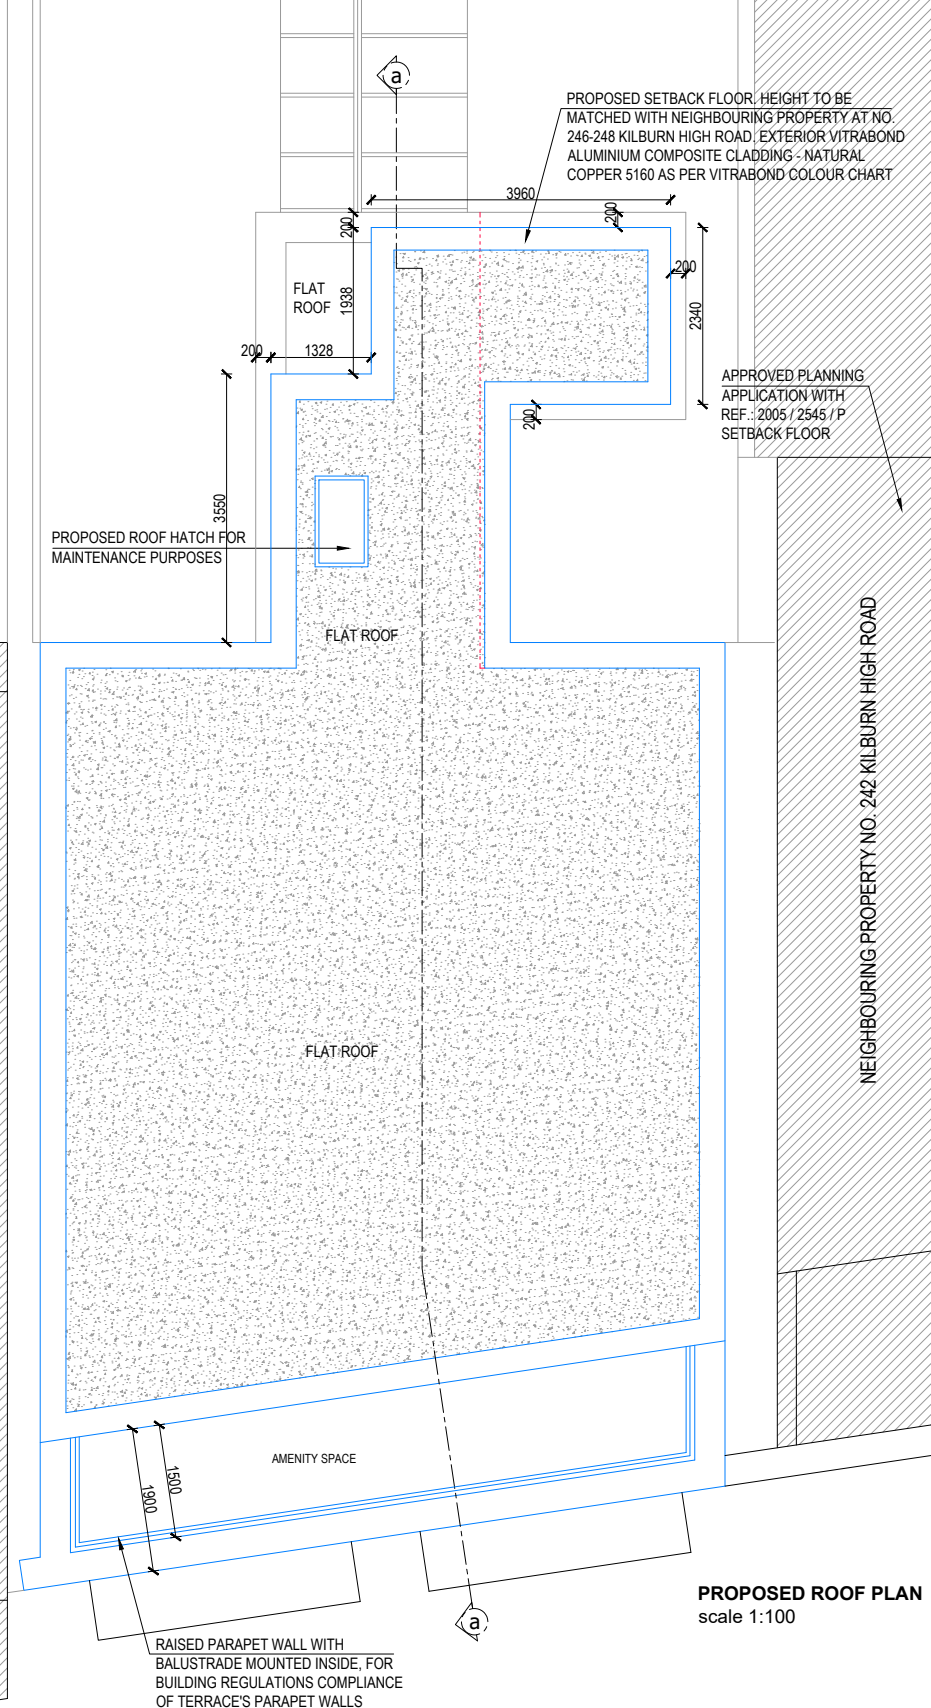 a
PROPOSED SETBACK FLOOR. HEIGHT TO BE
MATCHED WITH NEIGHBOURING PROPERTY AT NO.
246-248 KILBURN HIGH ROAD. EXTERIOR VITRABOND
ALUMINIUM COMPOSITE CLADDING - NATURAL
COPPER 5160 AS PER VITRABOND COLOUR CHART
3960
200
200
200
FLAT
ROOF
1938
2340
200
1328
APPROVED PLANNING
APPLICATION WITH
REF.: 2005 / 2545 / P
SETBACK FLOOR
200
3550
PROPOSED ROOF HATCH FOR
MAINTENANCE PURPOSES
FLAT ROOF
NEIGHBOURING PROPERTY NO. 242 KILBURN HIGH ROAD
FLAT ROOF
AMENITY SPACE
1500
1900
PROPOSED ROOF PLAN
scale 1:100
a
RAISED PARAPET WALL WITH
BALUSTRADE MOUNTED INSIDE, FOR
BUILDING REGULATIONS COMPLIANCE
OF TERRACE'S PARAPET WALLS